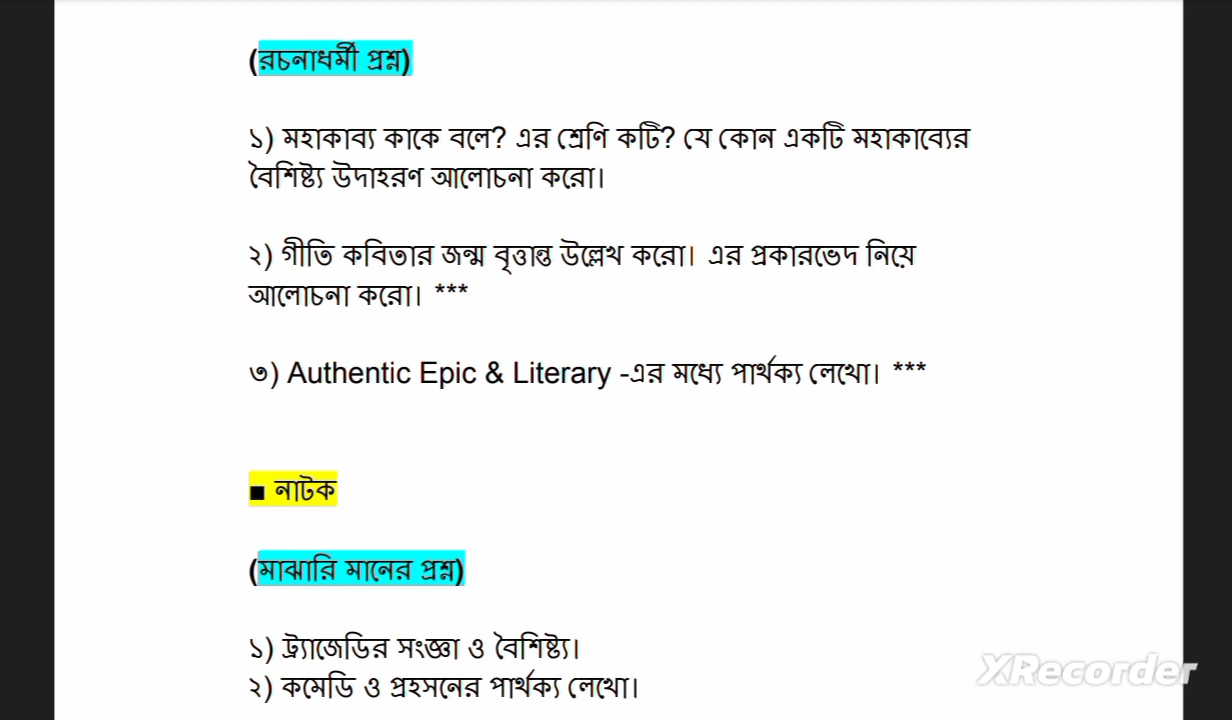 (রচনাধর্মী প্রশ্ন)
১) মহাকাব্য কাকে বলে? এর শ্রেণি কটি? যে কোন একটি মহাকাব্যের
বৈশিষ্ট্য উদাহরণ আলোচনা করো।
২) গীতি কবিতার জন্ম বৃত্তান্ত উল্লেখ করো। এর প্রকারভেদ নিয়ে
আলোচনা করো। ***
৩) Authentic Epic & Literary -এর মধ্যে পার্থক্য লেখো। ***
■ নাটক
(মাঝারি মানের প্রশ্ন)
১) ট্র্যাজেডির সংজ্ঞা ও বৈশিষ্ট্য।
২) কমেডি ও প্রহসনের পার্থক্য লেখো।
XRecorder